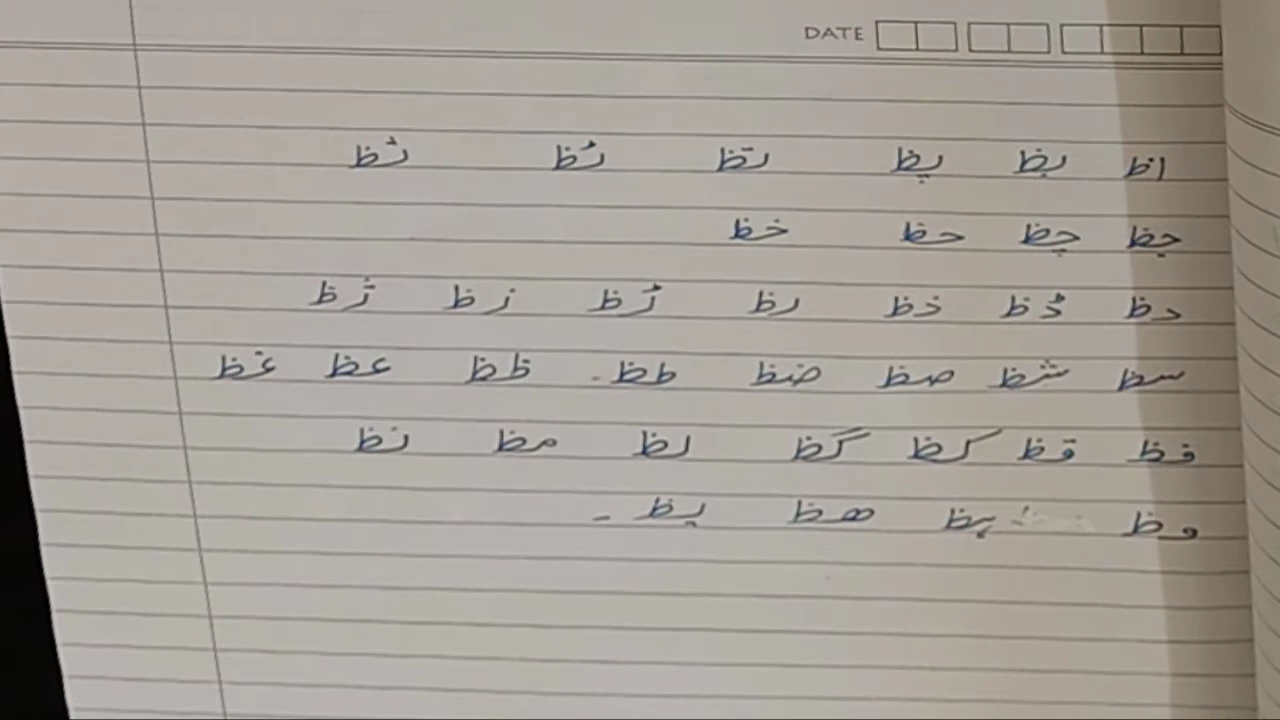 DATE
اظ بظ پظ تظ ٹظ ثظ
جظ چظ حظ خظ
دظ ڈظ ذظ رظ ڑظ زظ ژظ
سظ شظ صظ ضظ طظ۔ ظظ عظ غظ
فظ قظ کظ گظ لظ مظ نظ
وظ ہظ ھظ یظ ۔